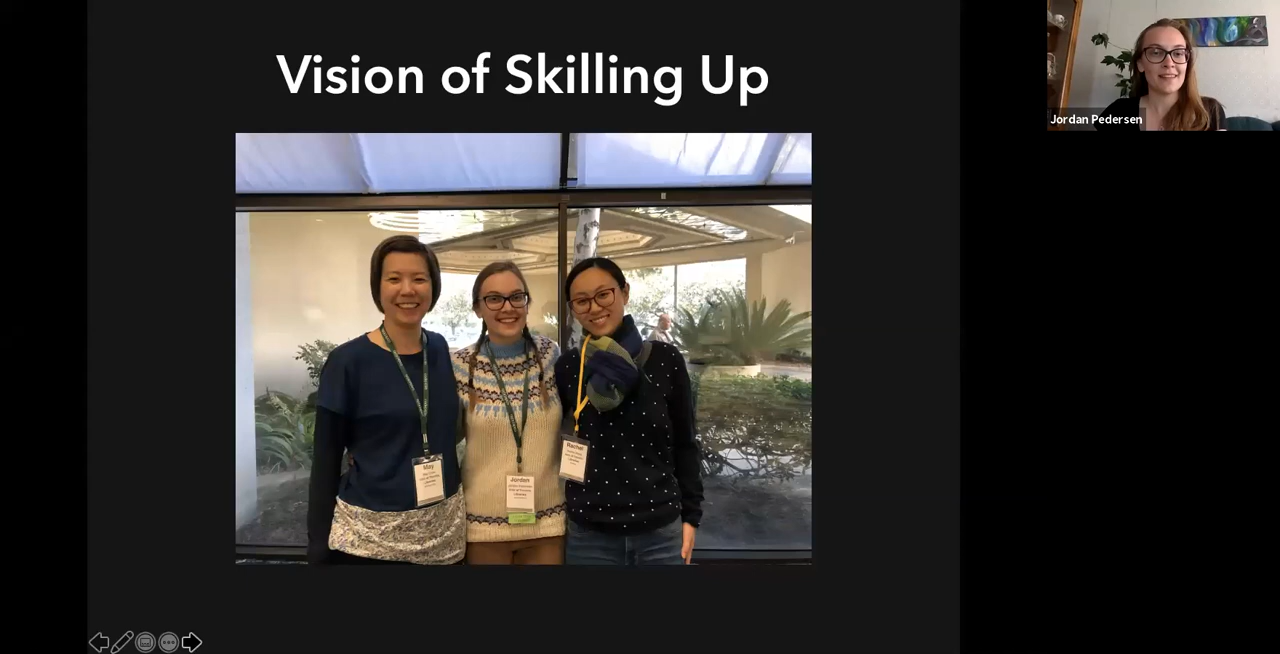 Vision of Skilling Up
Jordan Pedersen
May
Jordan
Rachel